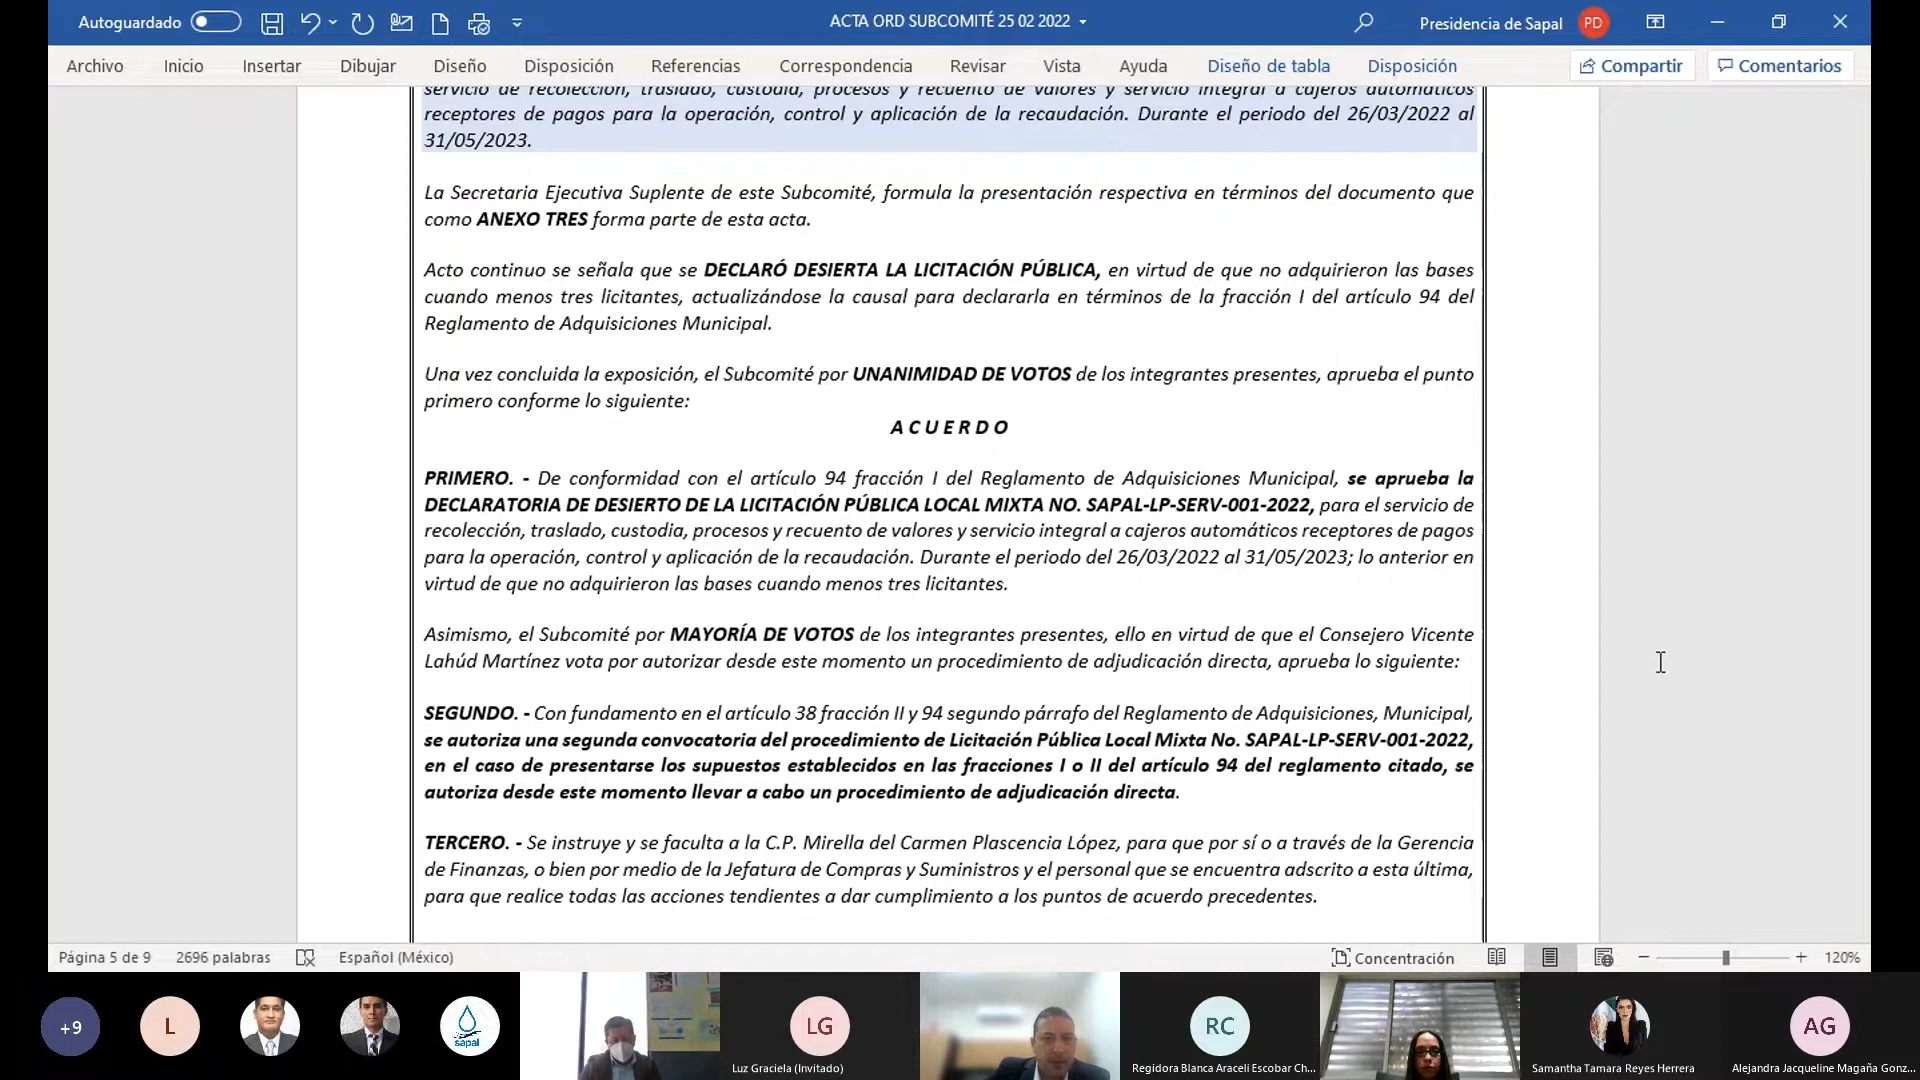 Autoguardado
ACTA ORD SUBCOMITÉ 25 02 2022
Presidencia de Sapal
PD
Archivo Inicio Insertar Dibujar Diseño Disposición Referencias Correspondencia Revisar Vista Ayuda Diseño de tabla Disposición Compartir Comentarios
servicio de recolección, traslado, custodia, procesos y recuento de valores y servicio integral a cajeros automáticos
receptores de pagos para la operación, control y aplicación de la recaudación. Durante el periodo del 26/03/2022 al
31/05/2023.
La Secretaria Ejecutiva Suplente de este Subcomité, formula la presentación respectiva en términos del documento que
como ANEXO TRES forma parte de esta acta.
Acto continuo se señala que se DECLARÓ DESIERTA LA LICITACIÓN PÚBLICA, en virtud de que no adquirieron las bases
cuando menos tres licitantes, actualizándose la causal para declararla en términos de la fracción I del artículo 94 del
Reglamento de Adquisiciones Municipal.
Una vez concluida la exposición, el Subcomité por UNANIMIDAD DE VOTOS de los integrantes presentes, aprueba el punto
primero conforme lo siguiente:
A C U E R D O
PRIMERO. - De conformidad con el artículo 94 fracción I del Reglamento de Adquisiciones Municipal, se aprueba la
DECLARATORIA DE DESIERTO DE LA LICITACIÓN PÚBLICA LOCAL MIXTA NO. SAPAL-LP-SERV-001-2022, para el servicio de
recolección, traslado, custodia, procesos y recuento de valores y servicio integral a cajeros automáticos receptores de pagos
para la operación, control y aplicación de la recaudación. Durante el periodo del 26/03/2022 al 31/05/2023; lo anterior en
virtud de que no adquirieron las bases cuando menos tres licitantes.
Asimismo, el Subcomité por MAYORÍA DE VOTOS de los integrantes presentes, ello en virtud de que el Consejero Vicente
Lahúd Martínez vota por autorizar desde este momento un procedimiento de adjudicación directa, aprueba lo siguiente:
SEGUNDO. - Con fundamento en el artículo 38 fracción II y 94 segundo párrafo del Reglamento de Adquisiciones, Municipal,
se autoriza una segunda convocatoria del procedimiento de Licitación Pública Local Mixta No. SAPAL-LP-SERV-001-2022,
en el caso de presentarse los supuestos establecidos en las fracciones I o II del artículo 94 del reglamento citado, se
autoriza desde este momento llevar a cabo un procedimiento de adjudicación directa.
TERCERO. - Se instruye y se faculta a la C.P. Mirella del Carmen Plascencia López, para que por sí o a través de la Gerencia
de Finanzas, o bien por medio de la Jefatura de Compras y Suministros y el personal que se encuentra adscrito a esta última,
para que realice todas las acciones tendientes a dar cumplimiento a los puntos de acuerdo precedentes.
Página 5 de 9 2696 palabras Español (México) Concentración 120%
+9
L
sapal
LG
Luz Graciela (Invitado)
RC
Regidora Blanca Araceli Escobar Ch...
Samantha Tamara Reyes Herrera
AG
Alejandra Jacqueline Magaña Gonz...